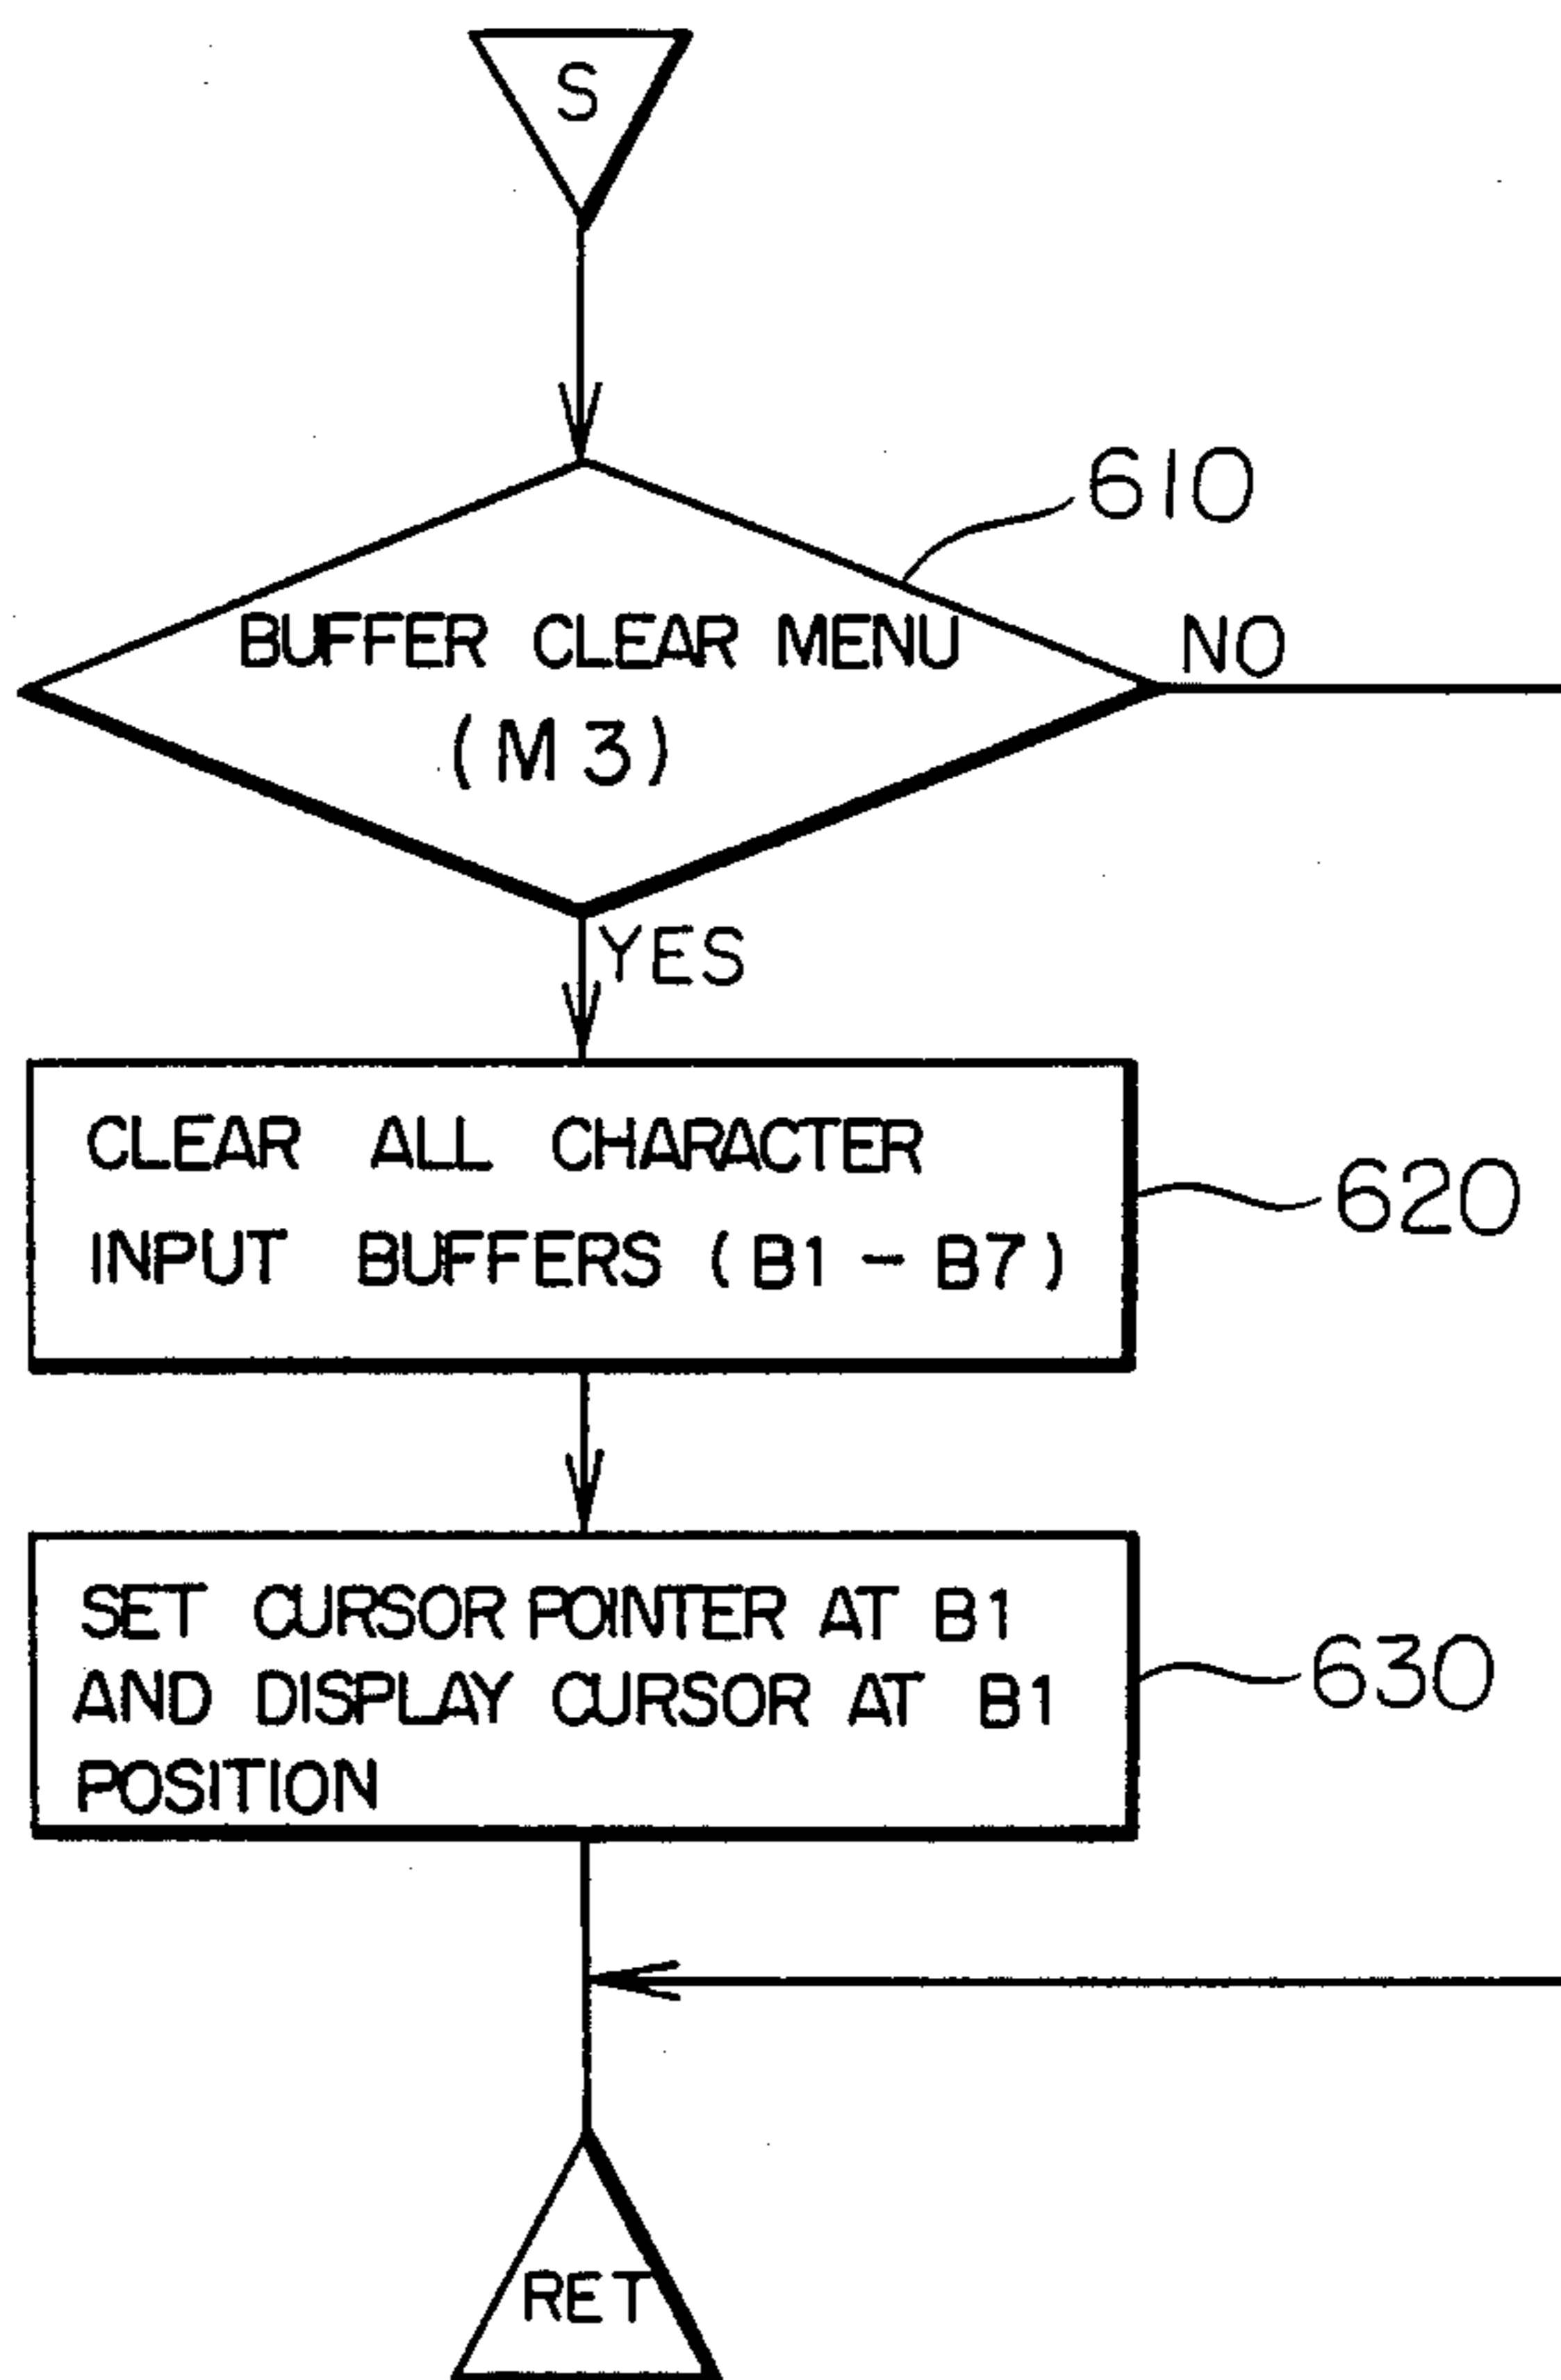 S
610
BUFFER CLEAR MENU
(M3)
NO
YES
CLEAR ALL CHARACTER
INPUT BUFFERS (B1-B7)
620
SET CURSOR POINTER AT B1
AND DISPLAY CURSOR AT B1
POSITION
630
RET